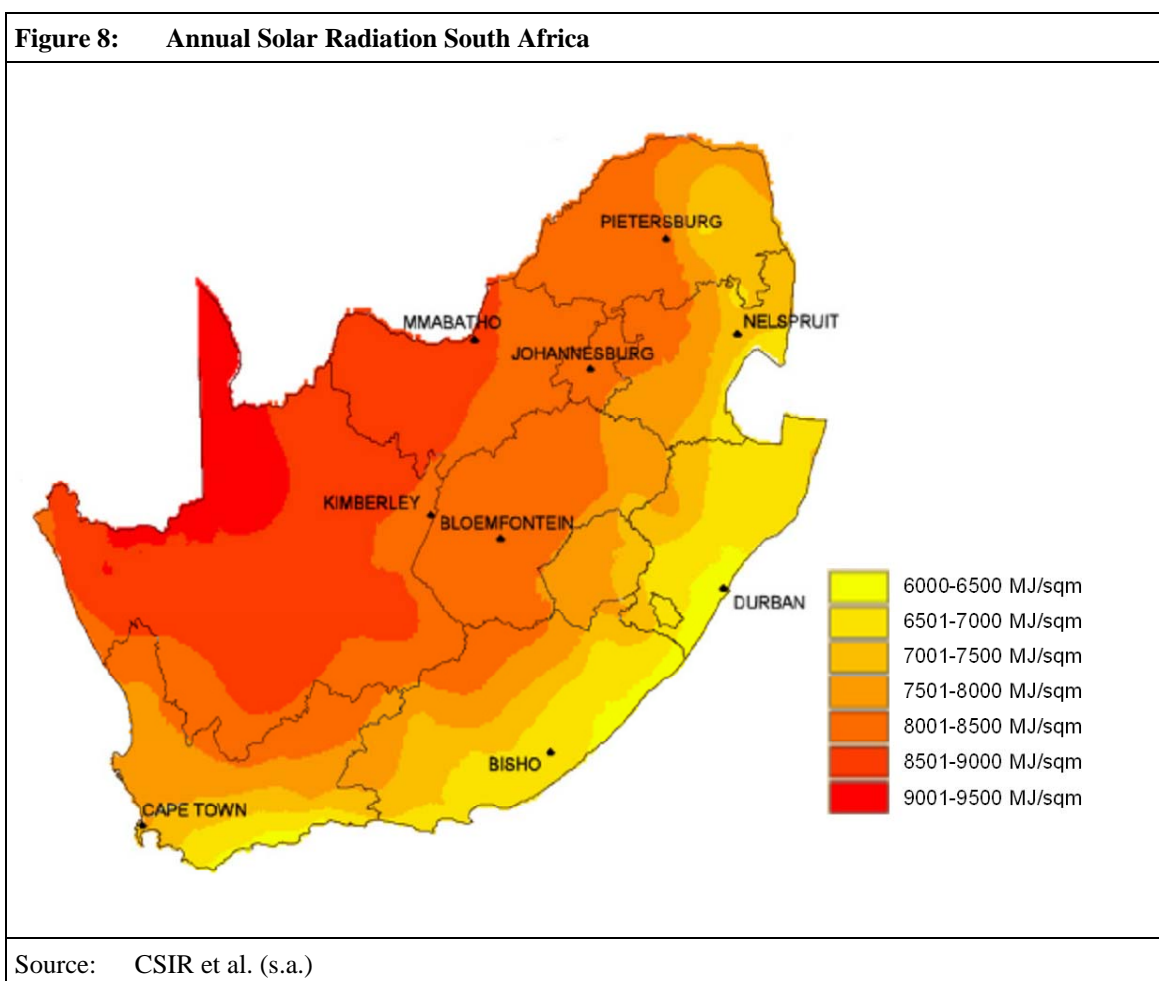 Figure 8: Annual Solar Radiation South Africa
PIETERSBURG
MMABATHO
NELSPRUIT
JOHANNESBURG
KIMBERLEY
BLOEMFONTEIN
DURBAN
BISHO
CAPE TOWN
6000-6500 MJ/sqm
6501-7000 MJ/sqm
7001-7500 MJ/sqm
7501-8000 MJ/sqm
8001-8500 MJ/sqm
8501-9000 MJ/sqm
9001-9500 MJ/sqm
Source: CSIR et al. (s.a.)